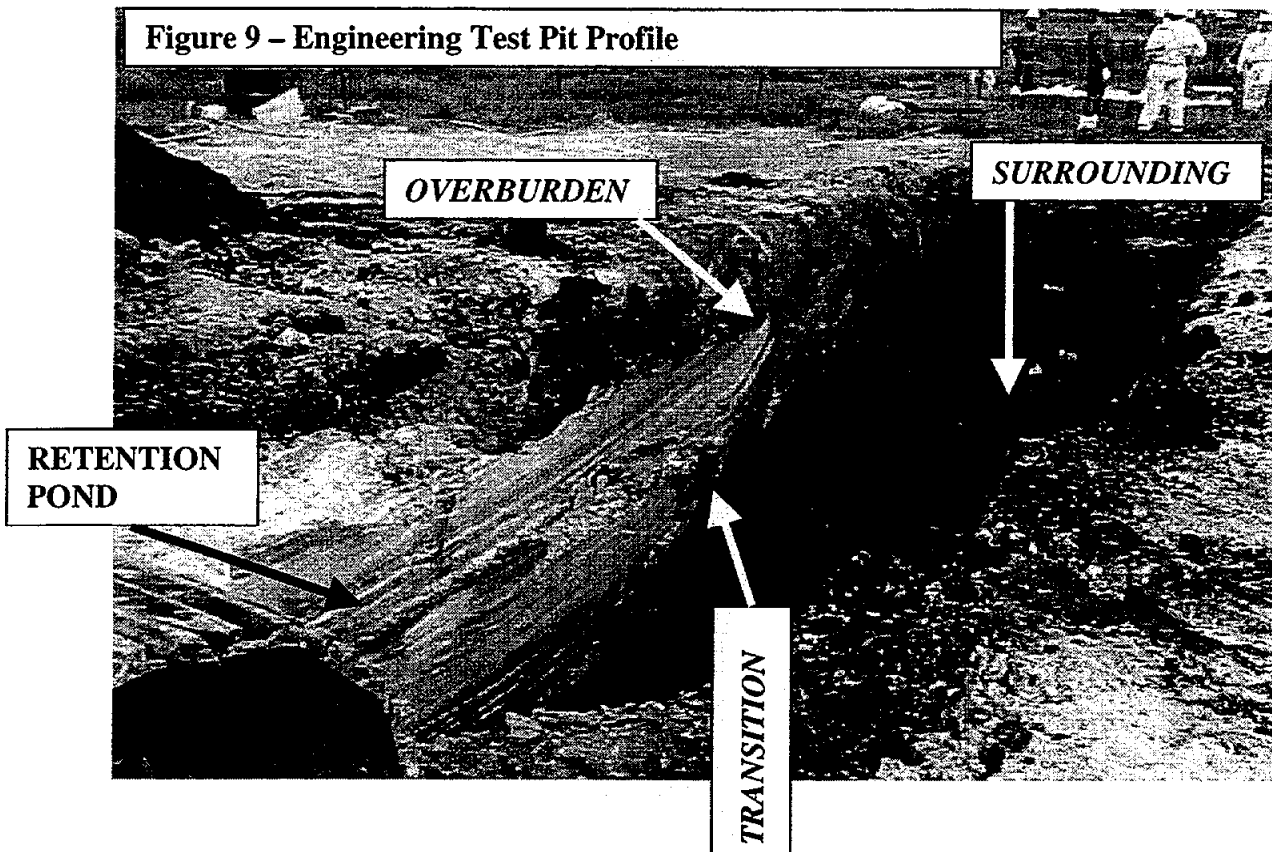 Figure 9 – Engineering Test Pit Profile
OVERBURDEN
SURROUNDING
RETENTION
POND
TRANSITION